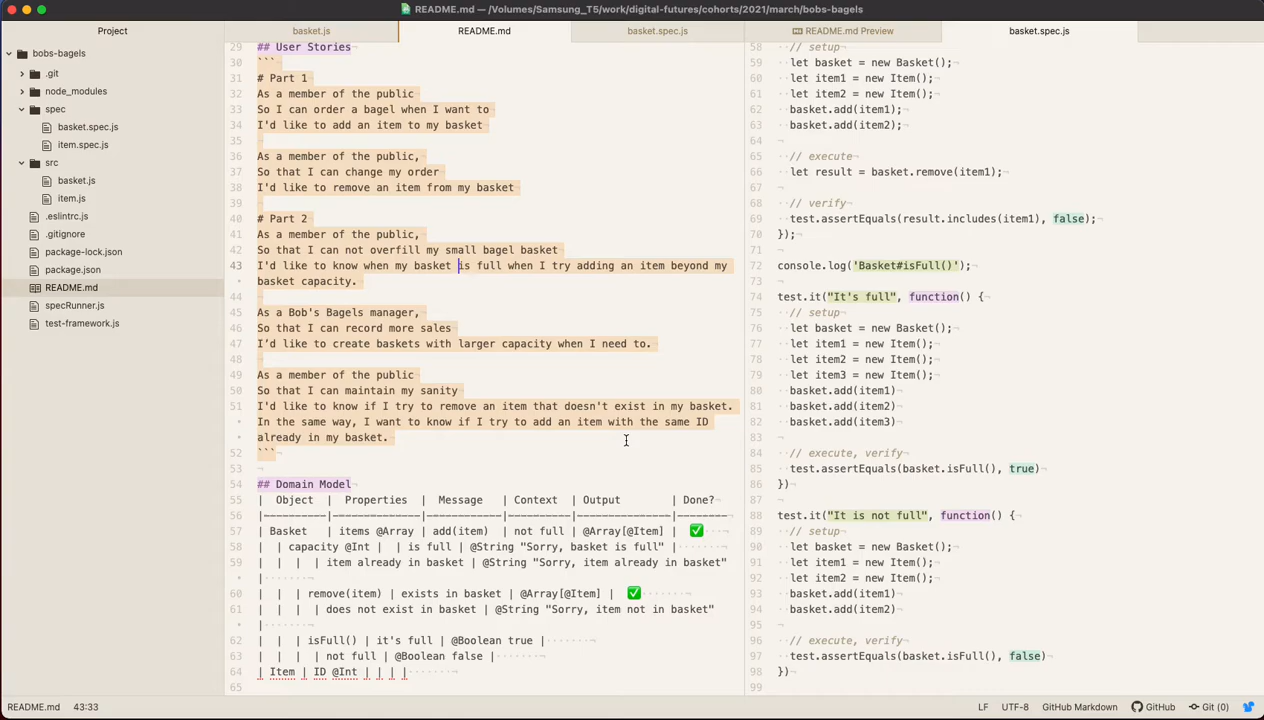 README.md — /Volumes/Samsung_T5/work/digital-futures/cohorts/2021/march/bobs-bagels
Project
bobs-bagels
.git
node_modules
spec
basket.spec.js
item.spec.js
src
basket.js
item.js
.eslintrc.js
.gitignore
package-lock.json
package.json
README.md
specRunner.js
test-framework.js
basket.js
README.md
basket.spec.js
29 ## User Stories
30 ```
31 # Part 1
32 As a member of the public
33 So I can order a bagel when I want to
34 I'd like to add an item to my basket
35
36 As a member of the public,
37 So that I can change my order
38 I'd like to remove an item from my basket
39
40 # Part 2
41 As a member of the public,
42 So that I can not overfill my small bagel basket
43 I'd like to know when my basket is full when I try adding an item beyond my
basket capacity.
44
45 As a Bob's Bagels manager,
46 So that I can record more sales
47 I’d like to create baskets with larger capacity when I need to.
48
49 As a member of the public
50 So that I can maintain my sanity
51 I'd like to know if I try to remove an item that doesn't exist in my basket.
In the same way, I want to know if I try to add an item with the same ID
already in my basket.
52 ```
53
54 ## Domain Model
55 | Object | Properties | Message | Context | Output | Done?
56 |----------|-------------|------------|----------|---------------|--------
57 | Basket | items @Array | add(item) | not full | @Array[@Item] | ✅
58 | | capacity @Int | | is full | @String "Sorry, basket is full" |
59 | | | | item already in basket | @String "Sorry, item already in basket"
|
60 | | | remove(item) | exists in basket | @Array[@Item] | ✅
61 | | | | does not exist in basket | @String "Sorry, item not in basket"
|
62 | | | isFull() | it's full | @Boolean true |
63 | | | | not full | @Boolean false |
64 | Item | ID @Int | | | |
65
README.md Preview
basket.spec.js
58 // setup
59 let basket = new Basket();
60 let item1 = new Item();
61 let item2 = new Item();
62 basket.add(item1);
63 basket.add(item2);
64
65 // execute
66 let result = basket.remove(item1);
67
68 // verify
69 test.assertEquals(result.includes(item1), false);
70 });
71
72 console.log('Basket#isFull()');
73
74 test.it("It's full", function() {
75 // setup
76 let basket = new Basket();
77 let item1 = new Item();
78 let item2 = new Item();
79 let item3 = new Item();
80 basket.add(item1)
81 basket.add(item2)
82 basket.add(item3)
83
84 // execute, verify
85 test.assertEquals(basket.isFull(), true)
86 })
87
88 test.it("It is not full", function() {
89 // setup
90 let basket = new Basket();
91 let item1 = new Item();
92 let item2 = new Item();
93 basket.add(item1)
94 basket.add(item2)
95
96 // execute, verify
97 test.assertEquals(basket.isFull(), false)
98 })
99
README.md 43:33
LF UTF-8 GitHub Markdown GitHub Git (0)